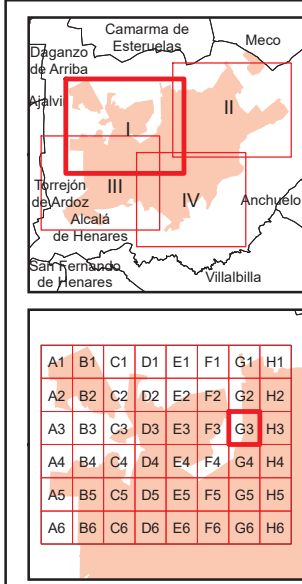 Camarma de
Esteruelas
Meco
Daganzo
de Arriba
Ajalvi
I
II
Torrejón
de Ardoz
III
IV
Anchuelo
Alcalá
de Henares
San Fernando
de Henares
Villalbilla
A1 B1 C1 D1 E1 F1 G1 H1
A2 B2 C2 D2 E2 F2 G2 H2
A3 B3 C3 D3 E3 F3 G3 H3
A4 B4 C4 D4 E4 F4 G4 H4
A5 B5 C5 D5 E5 F5 G5 H5
A6 B6 C6 D6 E6 F6 G6 H6